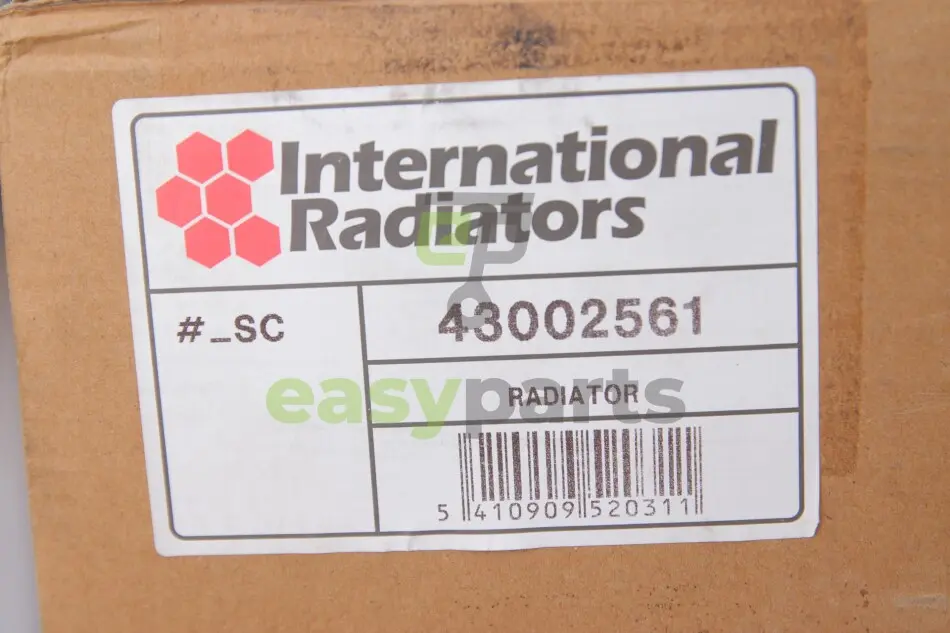 International
Radiators
#_SC
43002561
RADIATOR
easyparts
5 410909 520311